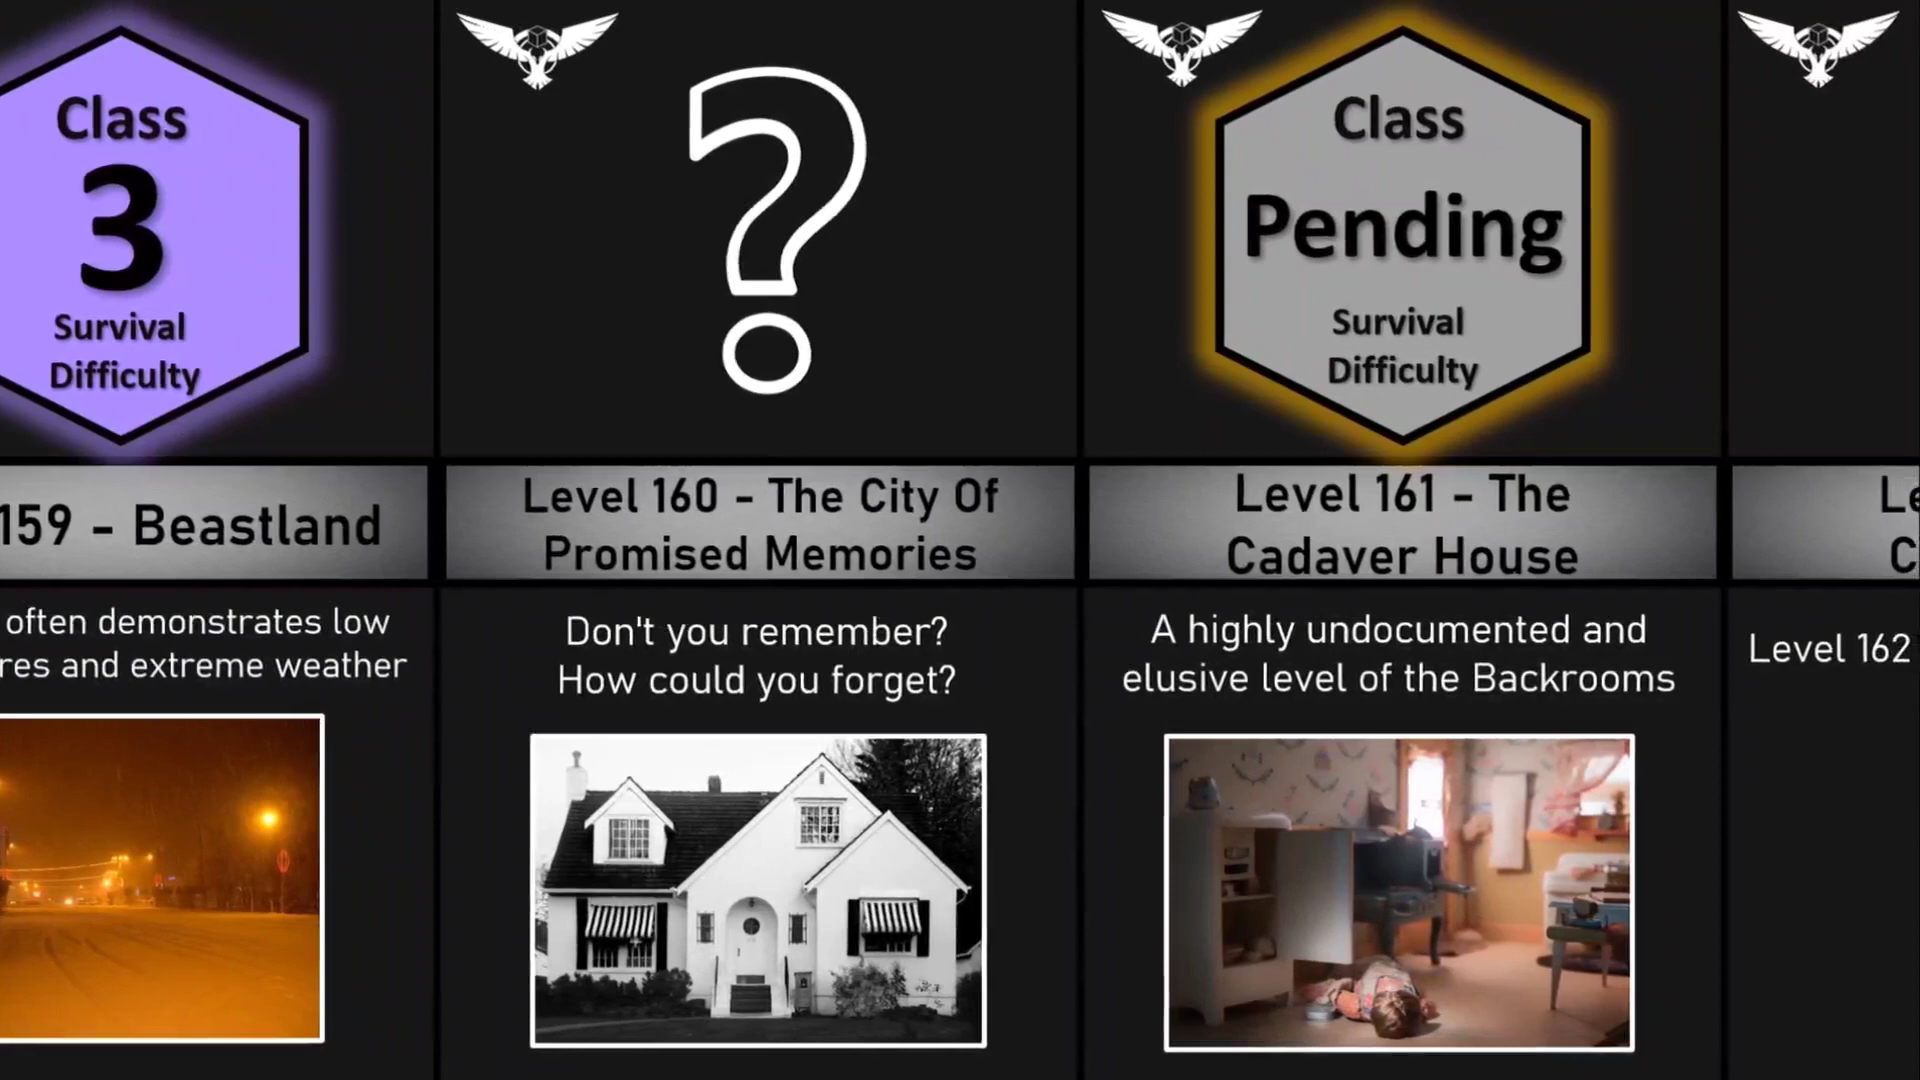 Class
3
Survival
Difficulty
159 - Beastland
often demonstrates low
res and extreme weather
Level 160 - The City Of
Promised Memories
Don't you remember?
How could you forget?
Class
Pending
Survival
Difficulty
Level 161 - The
Cadaver House
A highly undocumented and
elusive level of the Backrooms
Le
C
Level 162